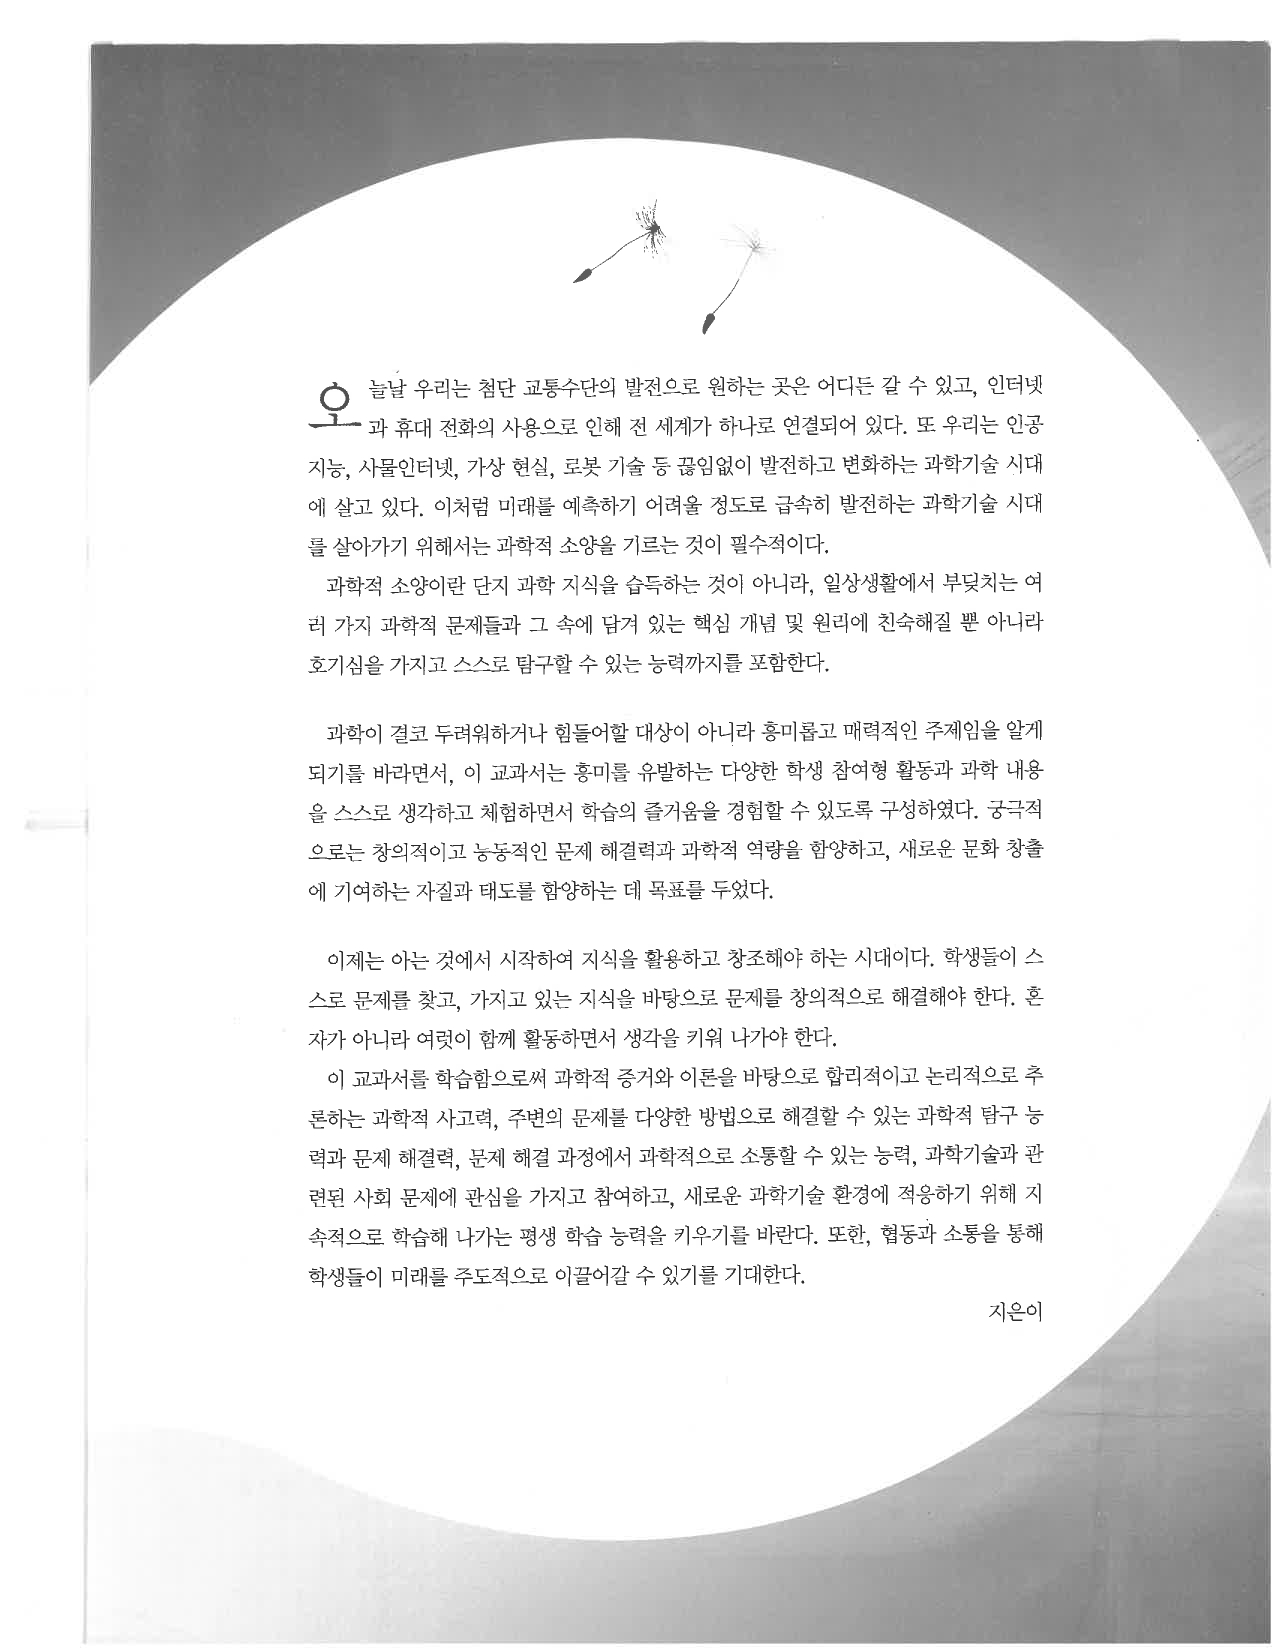 오늘날 우리는 첨단 교통수단의 발전으로 원하는 곳은 어디든 갈 수 있고, 인터넷
과 휴대 전화의 사용으로 인해 전 세계가 하나로 연결되어 있다. 또 우리는 인공
지능, 사물인터넷, 가상 현실, 로봇 기술 등 끊임없이 발전하고 변화하는 과학기술 시대
에 살고 있다. 이처럼 미래를 예측하기 어려울 정도로 급속히 발전하는 과학기술 시대
를 살아가기 위해서는 과학적 소양을 기르는 것이 필수적이다.
과학적 소양이란 단지 과학 지식을 습득하는 것이 아니라, 일상생활에서 부딪치는 여
러 가지 과학적 문제들과 그 속에 담겨 있는 핵심 개념 및 원리에 친숙해질 뿐 아니라
호기심을 가지고 스스로 탐구할 수 있는 능력까지를 포함한다.
과학이 결코 두려워하거나 힘들어할 대상이 아니라 흥미롭고 매력적인 주제임을 알게
되기를 바라면서, 이 교과서는 흥미를 유발하는 다양한 학생 참여형 활동과 과학 내용
을 스스로 생각하고 체험하면서 학습의 즐거움을 경험할 수 있도록 구성하였다. 궁극적
으로는 창의적이고 능동적인 문제 해결력과 과학적 역량을 함양하고, 새로운 문화 창출
에 기여하는 자질과 태도를 함양하는 데 목표를 두었다.
이제는 아는 것에서 시작하여 지식을 활용하고 창조해야 하는 시대이다. 학생들이 스
스로 문제를 찾고, 가지고 있는 지식을 바탕으로 문제를 창의적으로 해결해야 한다. 혼
자가 아니라 여럿이 함께 활동하면서 생각을 키워 나가야 한다.
이 교과서를 학습함으로써 과학적 증거와 이론을 바탕으로 합리적이고 논리적으로 추
론하는 과학적 사고력, 주변의 문제를 다양한 방법으로 해결할 수 있는 과학적 탐구 능
력과 문제 해결력, 문제 해결 과정에서 과학적으로 소통할 수 있는 능력, 과학기술과 관
련된 사회 문제에 관심을 가지고 참여하고, 새로운 과학기술 환경에 적응하기 위해 지
속적으로 학습해 나가는 평생 학습 능력을 키우기를 바란다. 또한, 협동과 소통을 통해
학생들이 미래를 주도적으로 이끌어갈 수 있기를 기대한다.
지은이